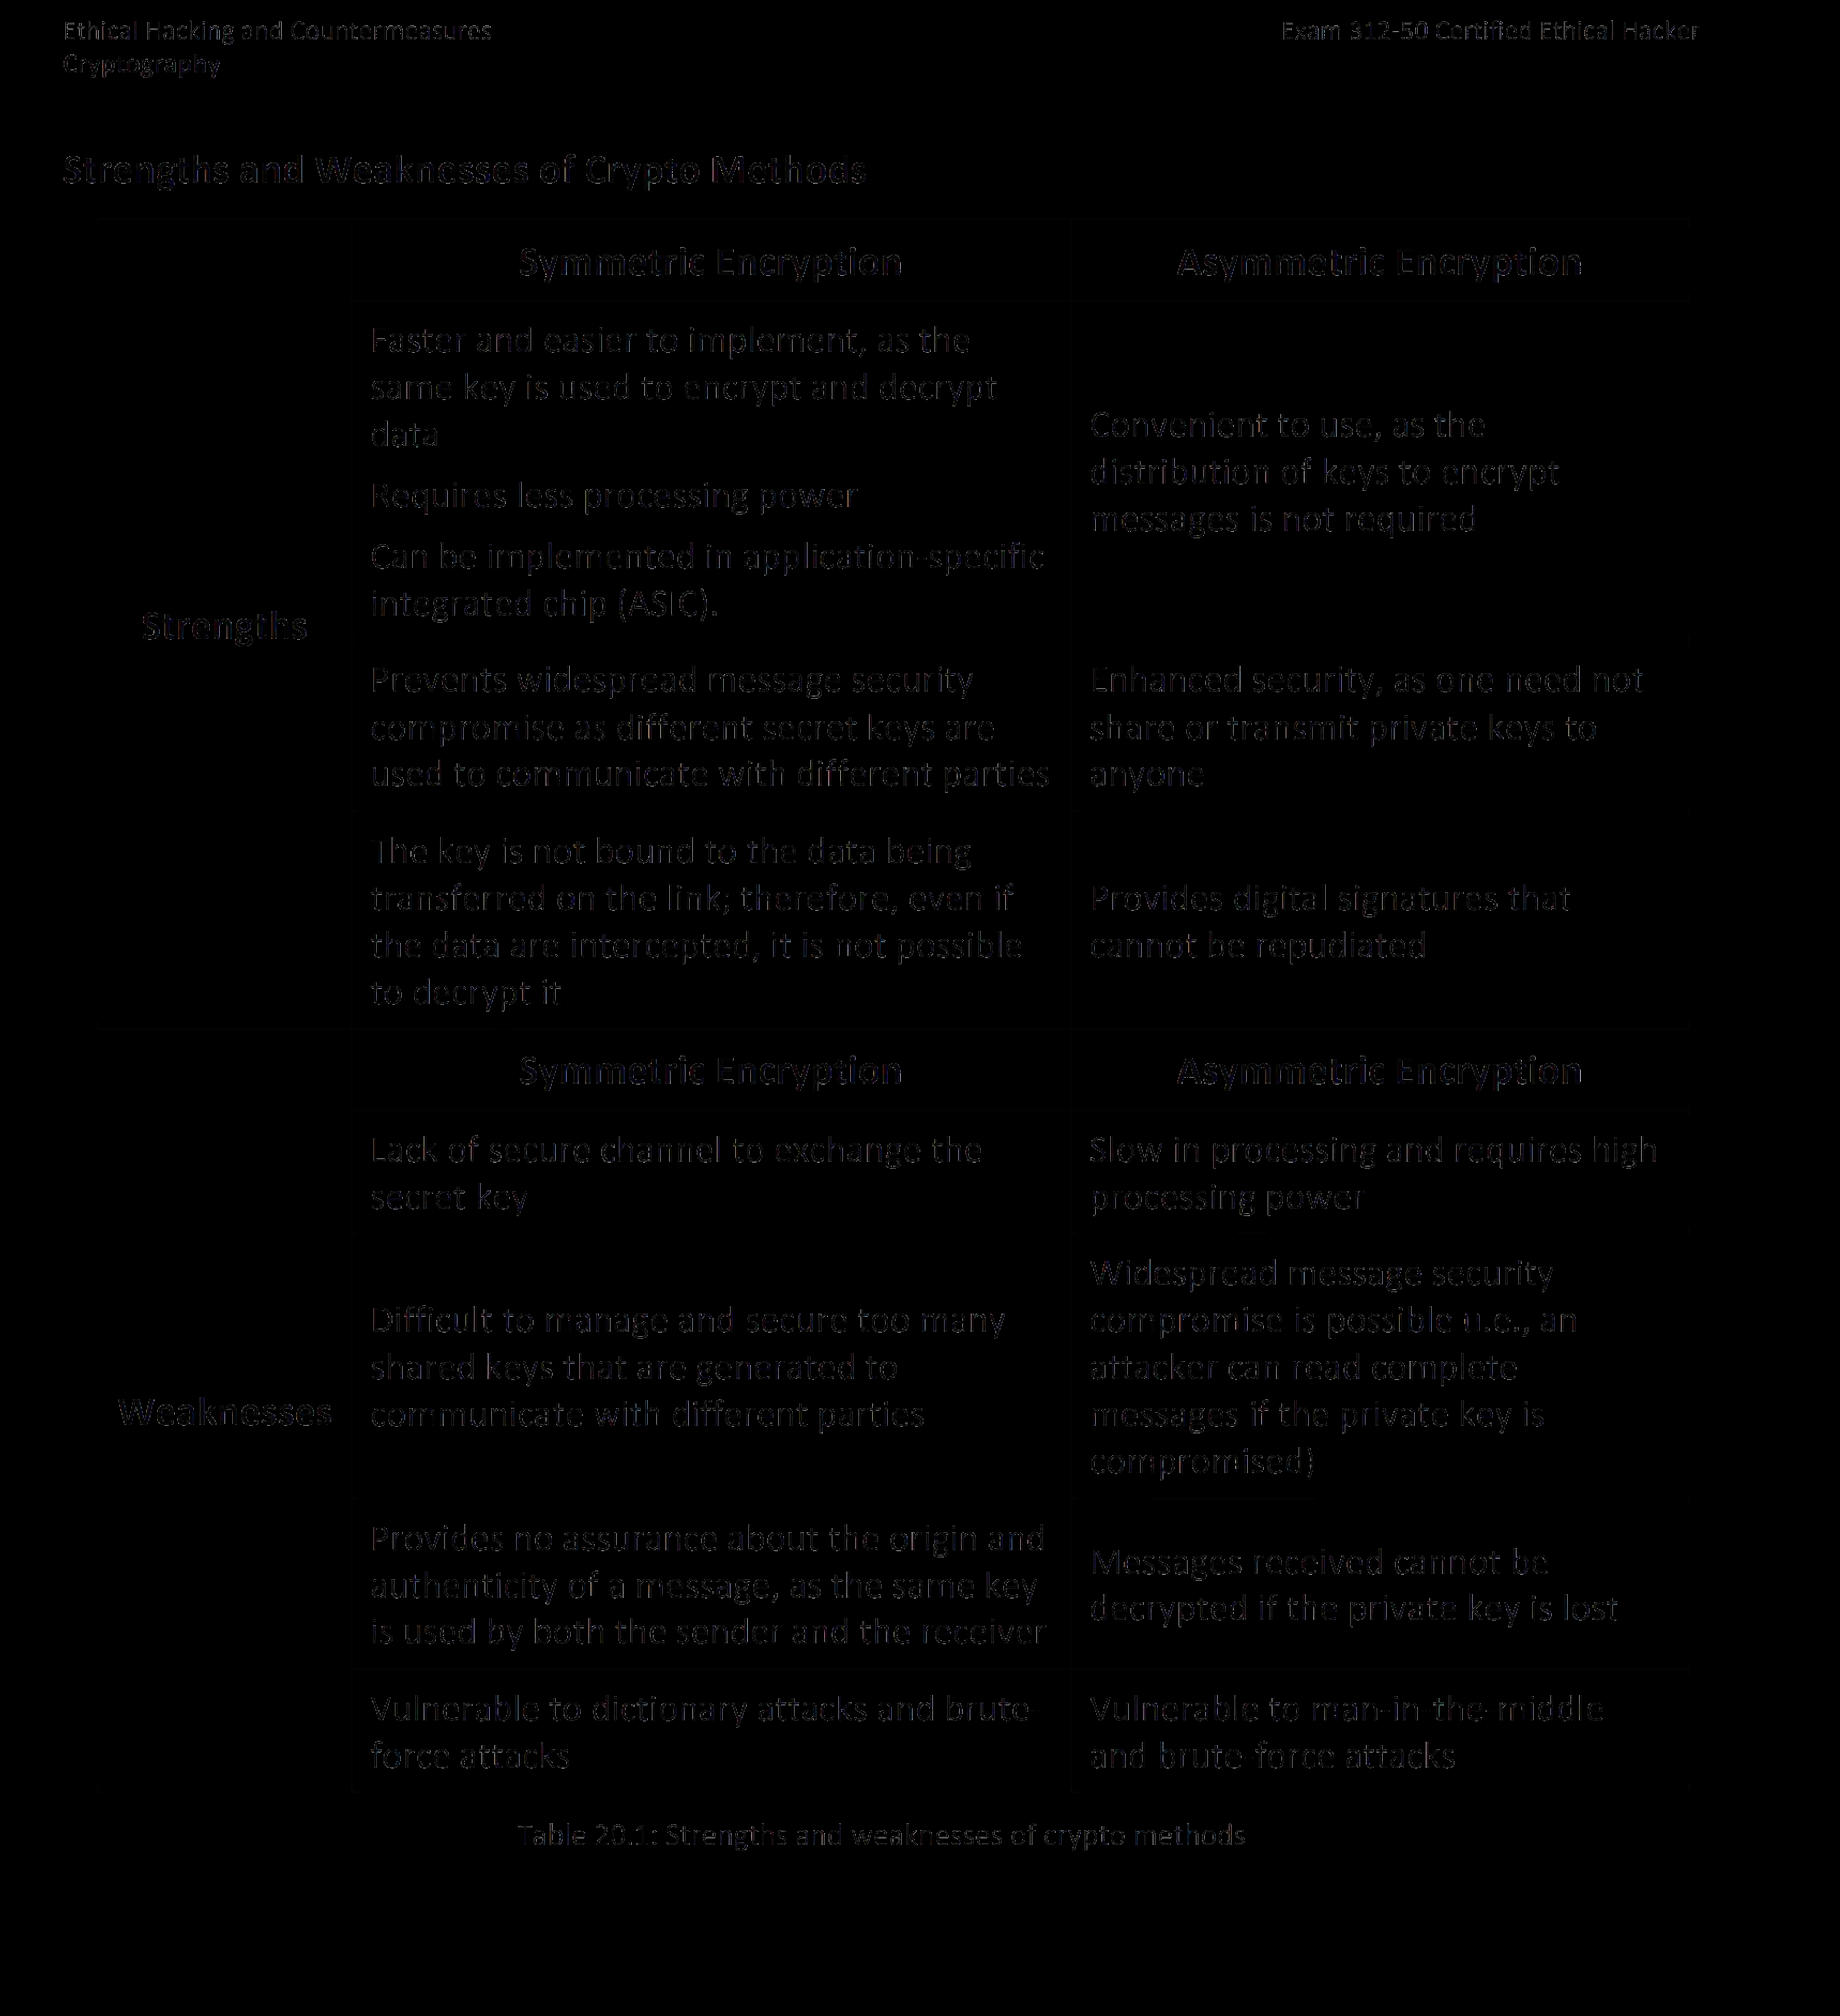 Ethical Hacking and Countermeasures
Exam 312-50 Certified Ethical Hacker
Cryptography
Strengths and Weaknesses of Crypto Methods
Symmetric Encryption
Asymmetric Encryption
Strengths
Faster and easier to implement, as the
same key is used to encrypt and decrypt
data
Requires less processing power
Can be implemented in application-specific
integrated chip (ASIC).
Convenient to use, as the
distribution of keys to encrypt
messages is not required
Prevents widespread message security
compromise as different secret keys are
used to communicate with different parties
Enhanced security, as one need not
share or transmit private keys to
anyone
The key is not bound to the data being
transferred on the link; therefore, even if
the data are intercepted, it is not possible
to decrypt it
Provides digital signatures that
cannot be repudiated
Symmetric Encryption
Asymmetric Encryption
Weaknesses
Lack of secure channel to exchange the
secret key
Slow in processing and requires high
processing power
Difficult to manage and secure too many
shared keys that are generated to
communicate with different parties
Widespread message security
compromise is possible (i.e., an
attacker can read complete
messages if the private key is
compromised)
Provides no assurance about the origin and
authenticity of a message, as the same key
is used by both the sender and the receiver
Messages received cannot be
decrypted if the private key is lost
Vulnerable to dictionary attacks and brute-
force attacks
Vulnerable to man-in-the-middle
and brute-force attacks
Table 20.1: Strengths and weaknesses of crypto methods